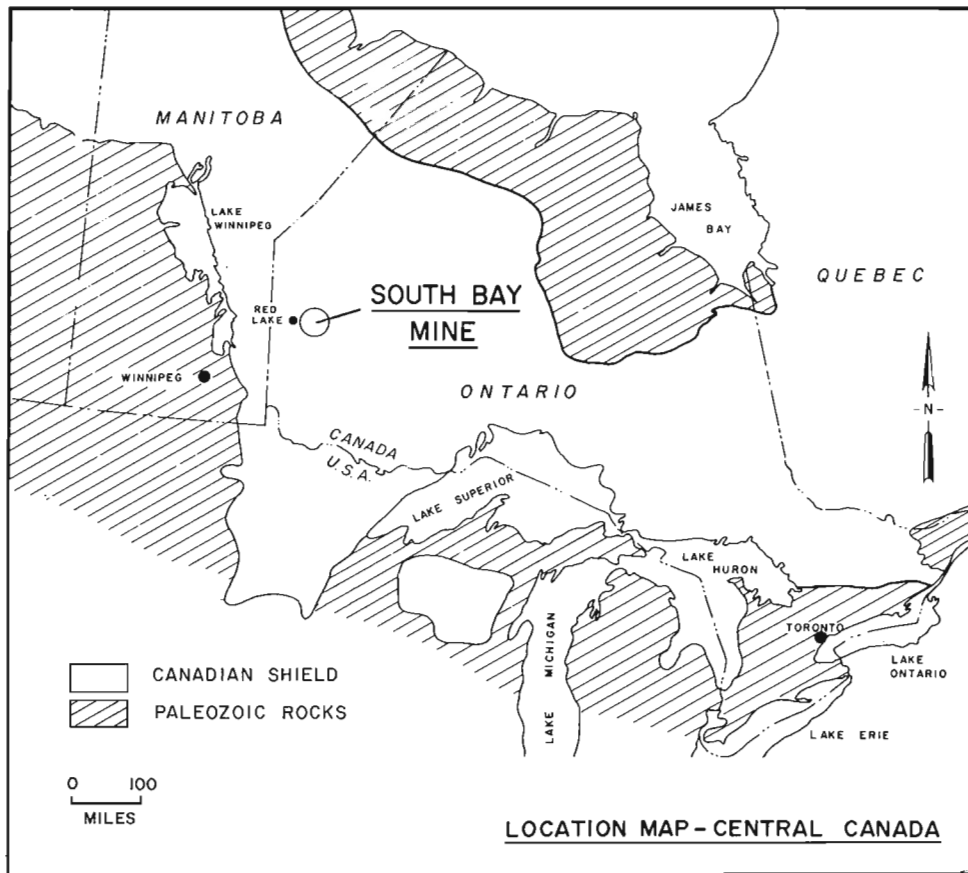 MANITOBA
LAKE
WINNIPEG
JAMES
BAY
QUEBEC
RED
LAKE
SOUTH BAY
MINE
WINNIPEG
ONTARIO
-N-
CANADA
U.S.A.
LAKE SUPERIOR
LAKE
HURON
TORONTO
LAKE
ONTARIO
LAKE MICHIGAN
LAKE ERIE
CANADIAN SHIELD
PALEOZOIC ROCKS
0 100
MILES
LOCATION MAP-CENTRAL CANADA